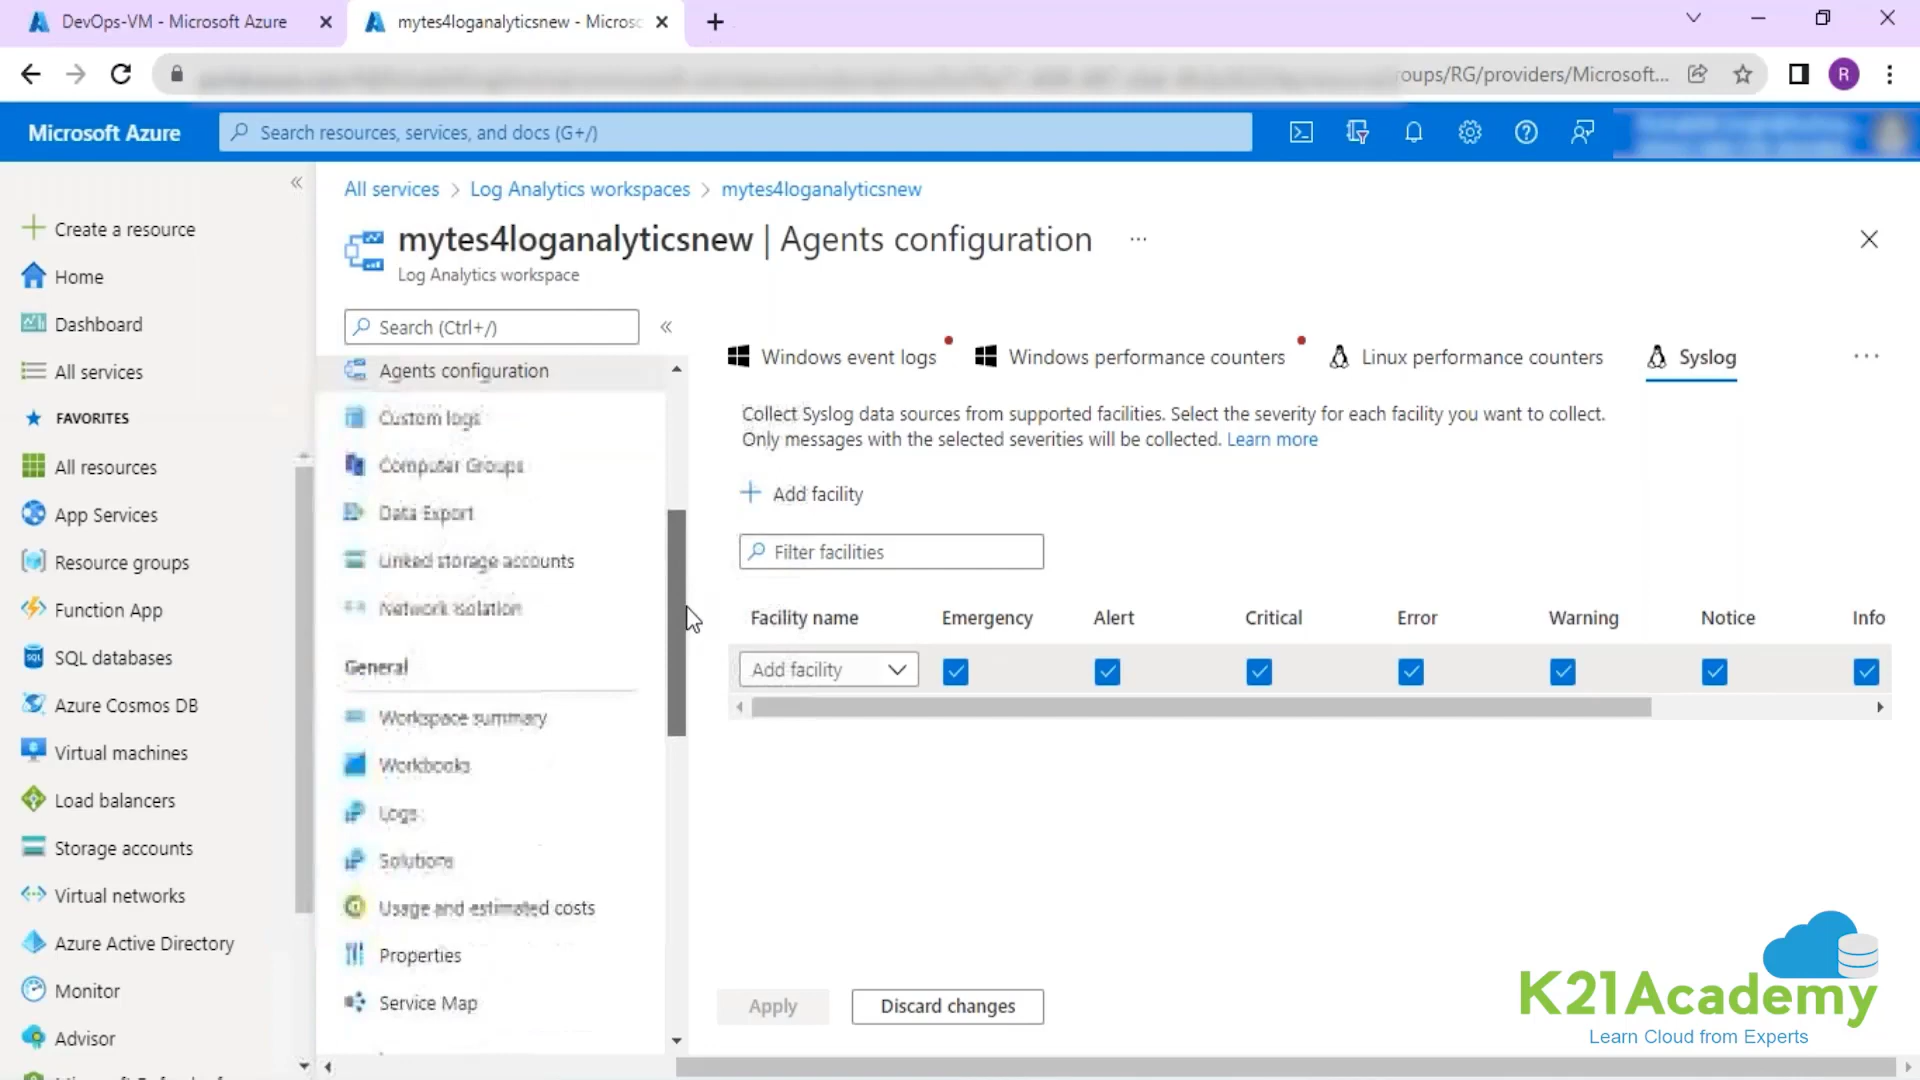 DevOps-VM - Microsoft Azure
mytes4loganalyticsnew - Microsc
roups/RG/providers/Microsoft...
R
Microsoft Azure
Search resources, services, and docs (G+/)
All services > Log Analytics workspaces > mytes4loganalyticsnew
mytes4loganalyticsnew | Agents configuration
Log Analytics workspace
Create a resource
Home
Dashboard
All services
FAVORITES
All resources
App Services
Resource groups
Function App
SQL databases
Azure Cosmos DB
Virtual machines
Load balancers
Storage accounts
Virtual networks
Azure Active Directory
Monitor
Advisor
Search (Ctrl+/)
Agents configuration
Custom logs
Computer Groups
Data Export
Linked storage accounts
Network Isolation
General
Workspace summary
Workbooks
Logs
Solutions
Usage and estimated costs
Properties
Service Map
Windows event logs
Windows performance counters
Linux performance counters
Syslog
Collect Syslog data sources from supported facilities. Select the severity for each facility you want to collect.
Only messages with the selected severities will be collected. Learn more
Add facility
Filter facilities
Facility name Emergency Alert Critical Error Warning Notice Info
Add facility
Apply
Discard changes
K21Academy
Learn Cloud from Experts